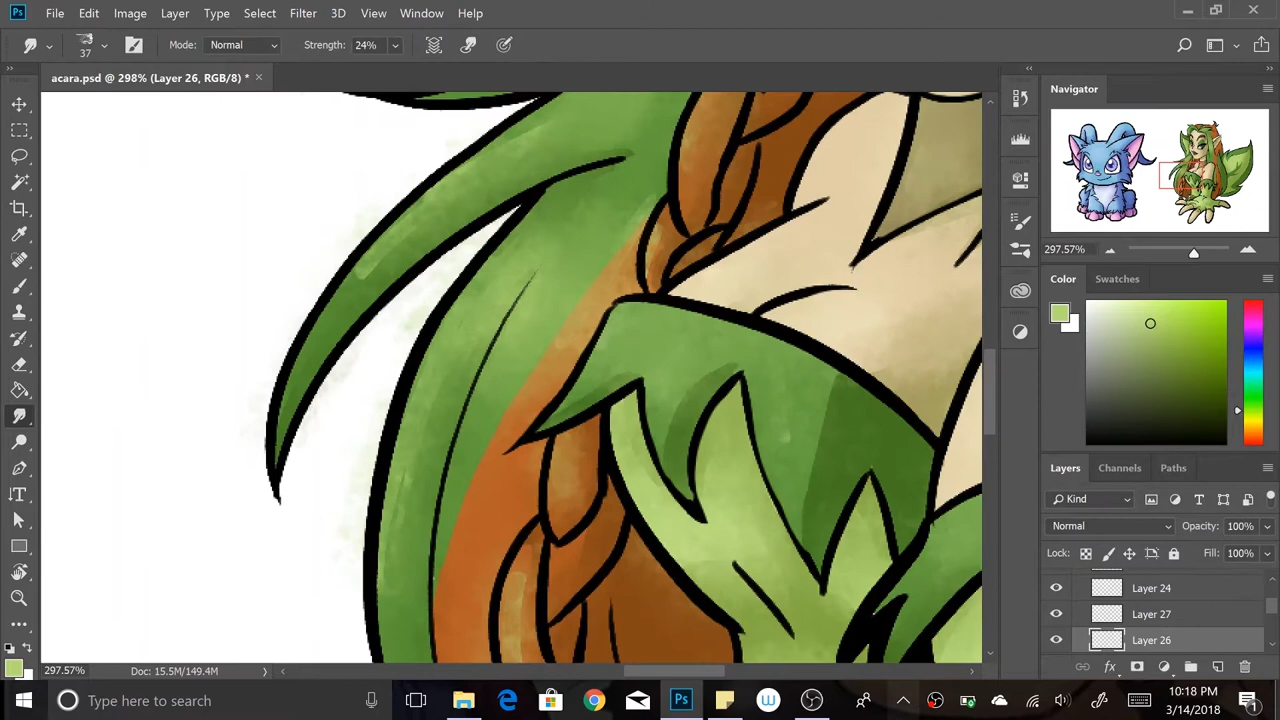 Ps File Edit Image Layer Type Select Filter 3D View Window Help
37 Mode: Normal Strength: 24%
acara.psd @ 298% (Layer 26, RGB/8) *
Navigator
297.57%
Color Swatches
Layers Channels Paths
Kind
Normal Opacity: 100%
Lock: Fill: 100%
Layer 24
Layer 27
Layer 26
297.57% Doc: 15.5M/149.4M
Type here to search
Ps
10:18 PM
3/14/2018